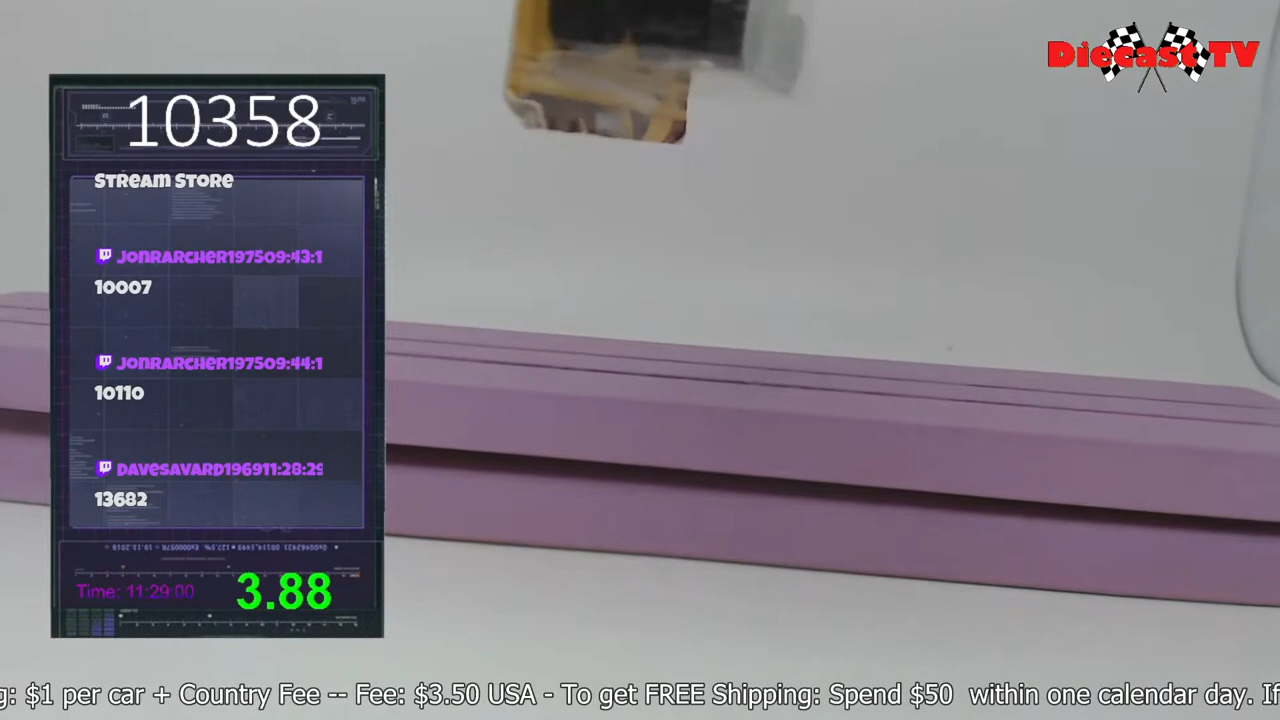 Diecast TV
10358
Stream Store
JonRArcher197509:43:1
10007
JonRArcher197509:44:1
10110
DaveSavard196911:28:29
13682
Time: 11:29:00
3.88
g: $1 per car + Country Fee -- Fee: $3.50 USA - To get FREE Shipping: Spend $50 within one calendar day. If